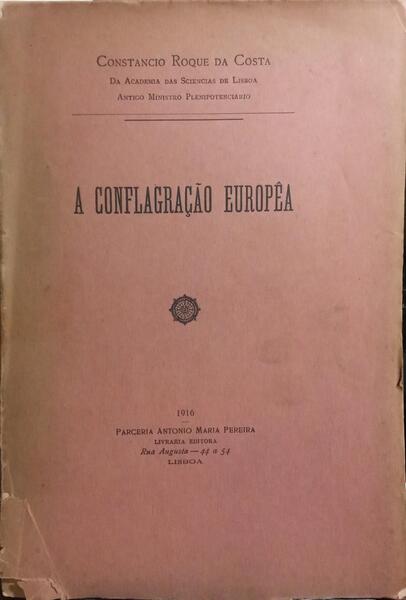 Constancio Roque da Costa
Da Academia das Sciencias de Lisboa
Antigo Ministro Plenipotenciario
A CONFLAGRAÇÃO EUROPÊA
1916
Parceria Antonio Maria Pereira
LIVRARIA EDITORA
Rua Augusta — 44 a 54
LISBOA